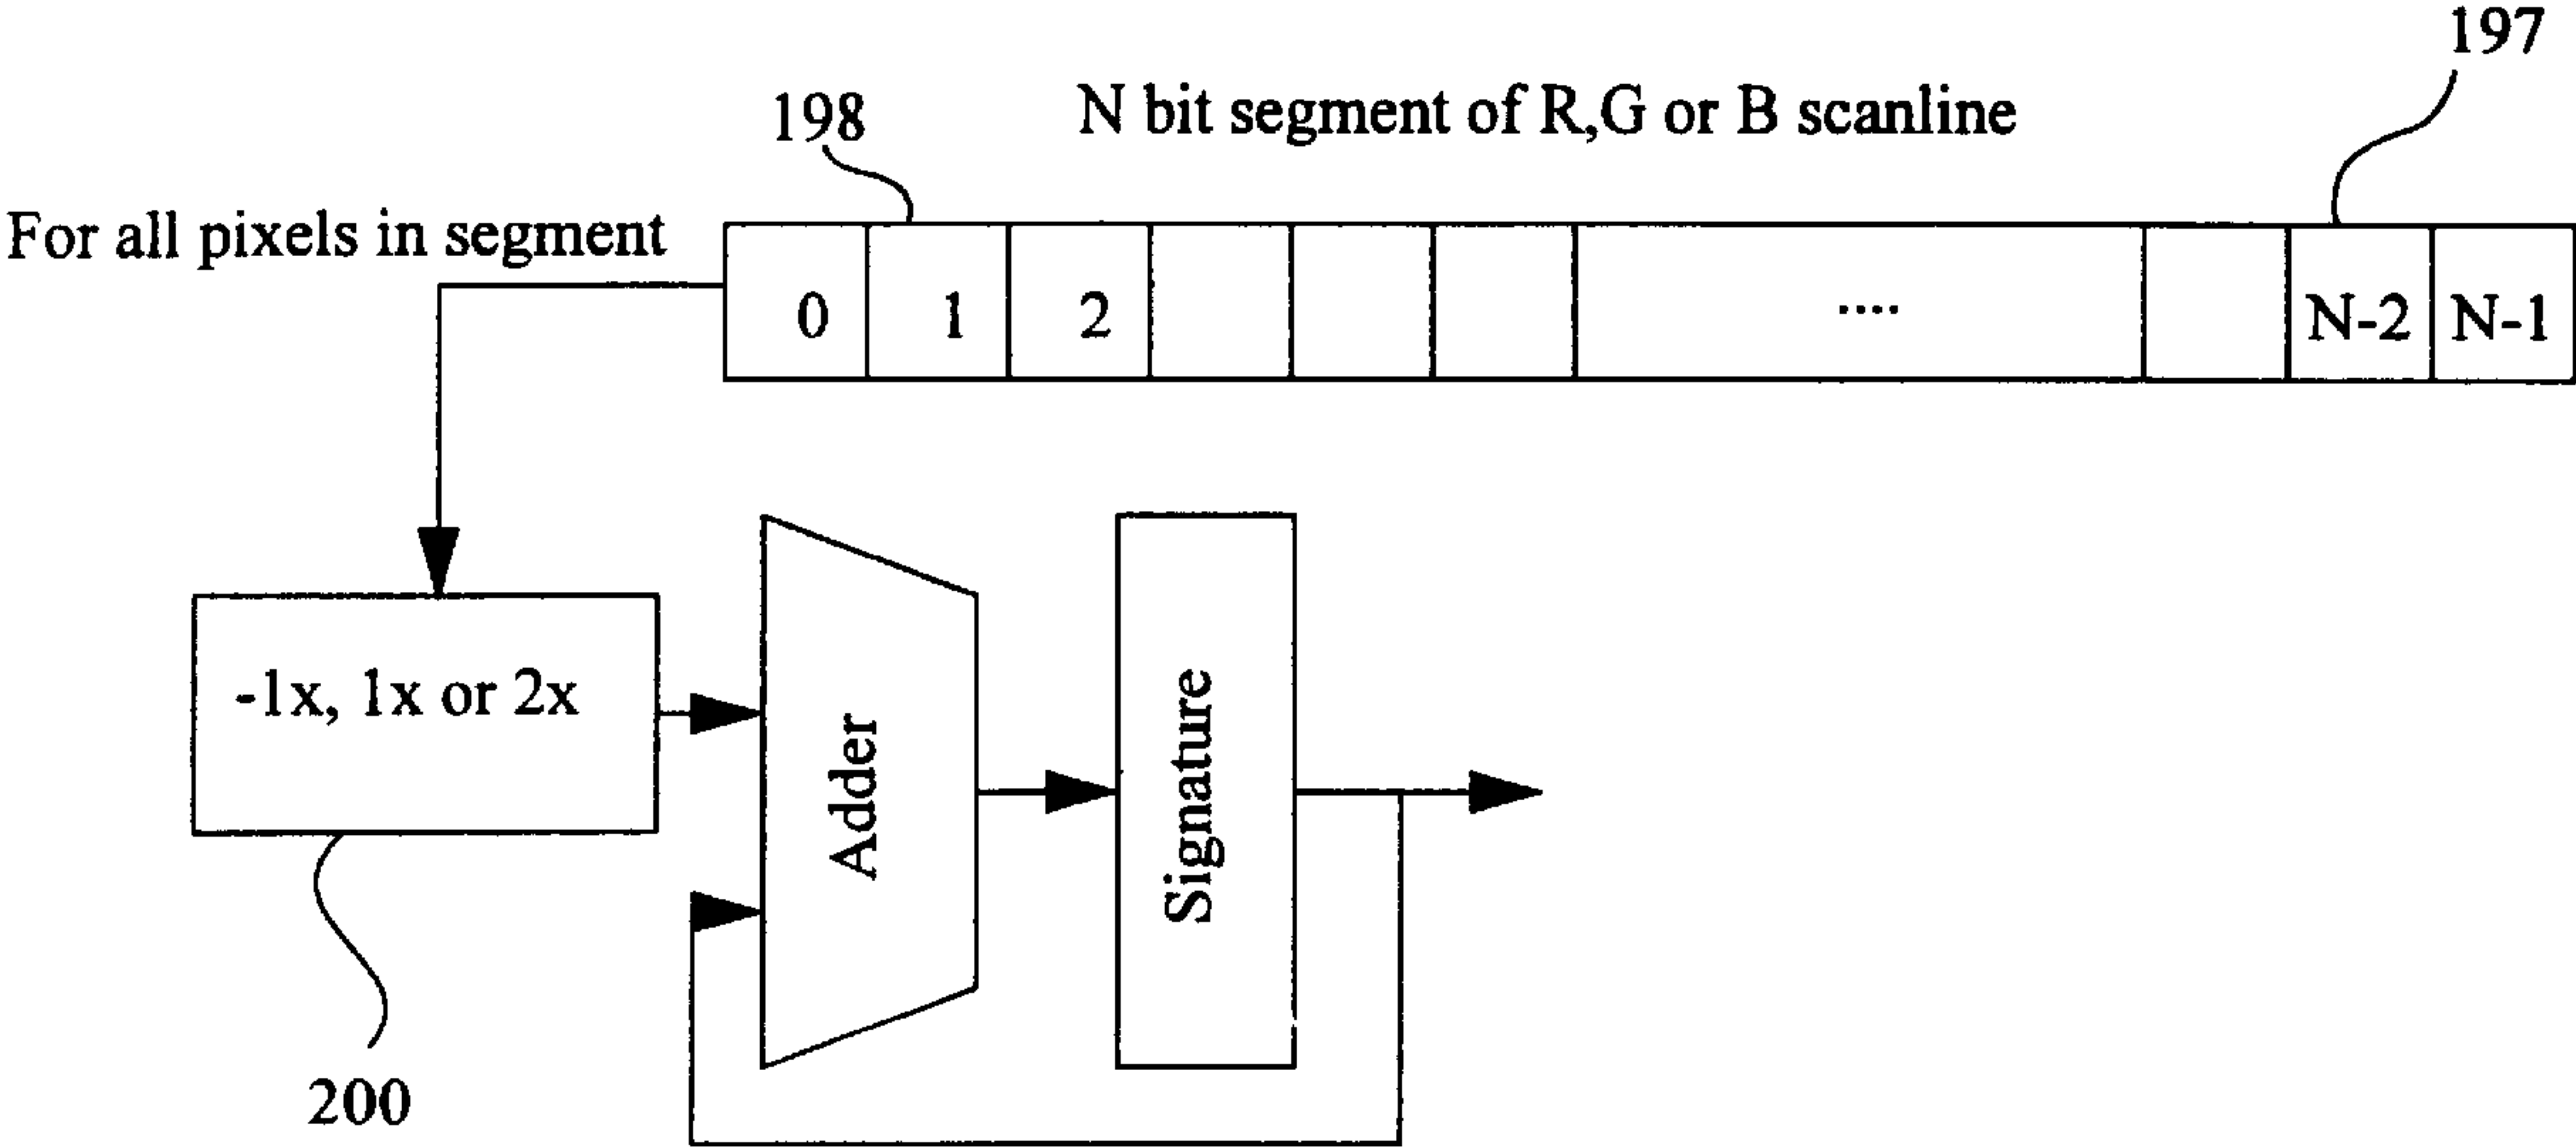 197
198
N bit segment of R,G or B scanline
For all pixels in segment
0 1 2 .... N-2 N-1
-1x, 1x or 2x
Adder
Signature
200